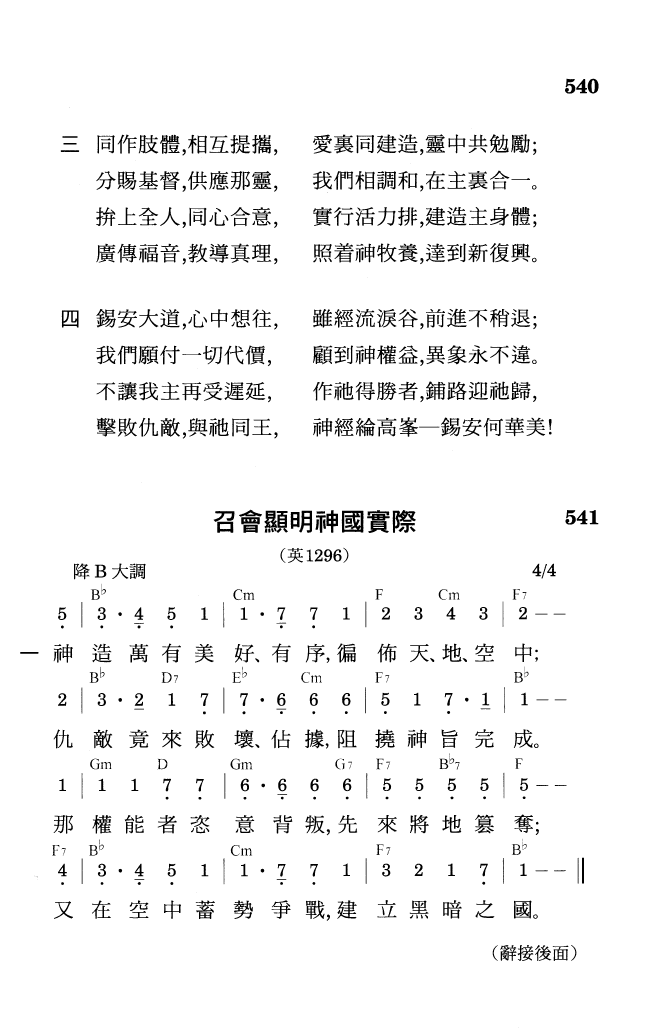 540
三 同作肢體,相互提攜, 愛裏同建造,靈中共勉勵;
分賜基督,供應那靈, 我們相調和,在主裏合一。
拚上全人,同心合意, 實行活力排,建造主身體;
廣傳福音,教導真理, 照着神牧養,達到新復興。
四 錫安大道,心中想往, 雖經流淚谷,前進不稍退;
我們願付一切代價, 顧到神權益,異象永不違。
不讓我主再受遲延, 作祂得勝者,鋪路迎祂歸,
擊敗仇敵,與祂同王, 神經綸高峯─錫安何華美!
召會顯明神國實際 541
(英1296)
降 B 大調 4/4
B♭ Cm F Cm F7
5̣ | 3̣ · 4̣̲ 5̣ 1 | 1 · 7̣̲ 7̣ 1 | 2 3 4 3 | 2 – –
一 神 造 萬 有 美 好、有 序,徧 佈 天、地、空 中;
B♭ D7 E♭ Cm F7 B♭
2 | 3 · 2̲ 1 7̣ | 7̣ · 6̣̲ 6̣ 6̣ | 5̣ 1 7̣ · 1̲ | 1 – –
仇 敵 竟 來 敗 壞、佔 據,阻 撓 神 旨 完 成。
Gm D Gm G7 F7 B♭7 F
1 | 1 1 7̣ 7̣ | 6̣ · 6̣̲ 6̣ 6̣ | 5̣ 5̣ 5̣ 5̣ | 5̣ – –
那 權 能 者 恣 意 背 叛,先 來 將 地 篡 奪;
F7 B♭ Cm F7 B♭
4̣ | 3̣ · 4̣̲ 5̣ 1 | 1 · 7̣̲ 7̣ 1 | 3 2 1 7̣ | 1 – – ‖
又 在 空 中 蓄 勢 爭 戰,建 立 黑 暗 之 國。
(辭接後面)